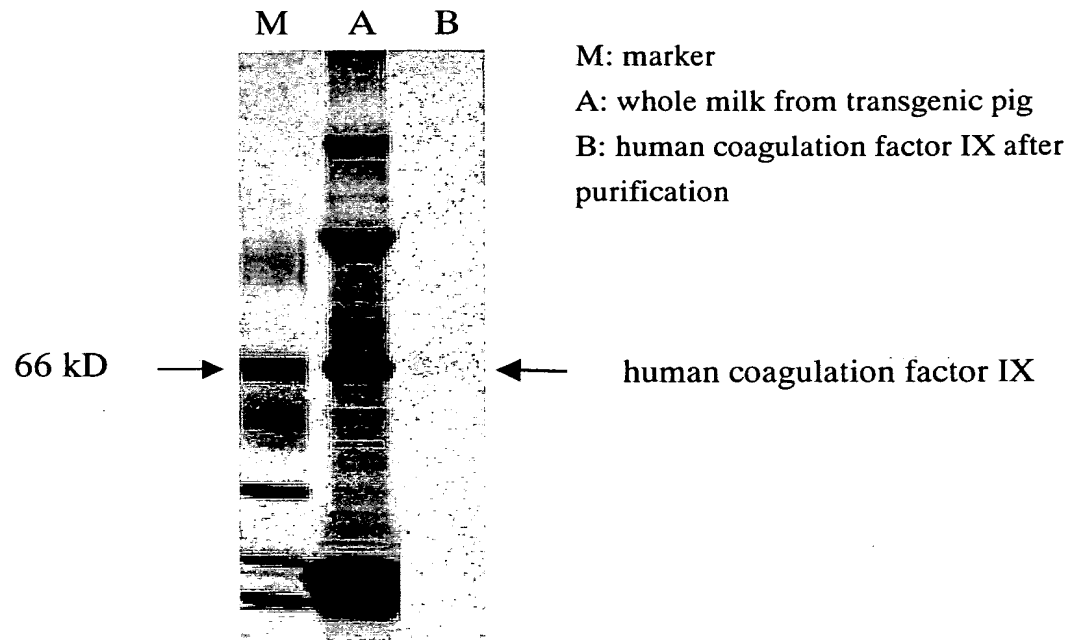 M A B
M: marker
A: whole milk from transgenic pig
B: human coagulation factor IX after
purification
66 kD
human coagulation factor IX